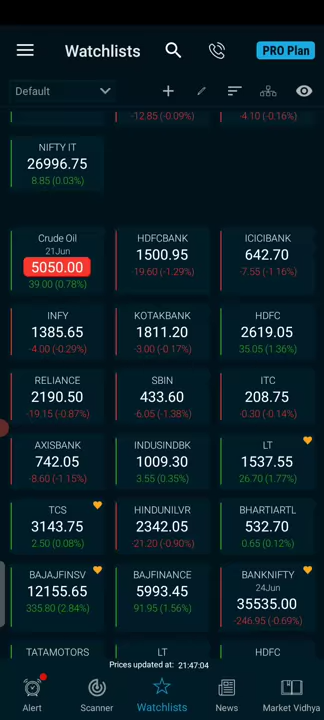 Watchlists
PRO Plan
Default
-12.85 (-0.09%) -4.10 (-0.16%)
NIFTY IT
26996.75
8.85 (0.03%)
Crude Oil HDFCBANK ICICIBANK
21Jun
5050.00 1500.95 642.70
39.00 (0.78%) -19.60 (-1.29%) -7.55 (-1.16%)
INFY KOTAKBANK HDFC
1385.65 1811.20 2619.05
-4.00 (-0.29%) -3.00 (-0.17%) 35.05 (1.36%)
RELIANCE SBIN ITC
2190.50 433.60 208.75
-19.15 (-0.87%) -6.05 (-1.38%) -0.30 (-0.14%)
AXISBANK INDUSINDBK LT
742.05 1009.30 1537.55
-8.60 (-1.15%) 3.55 (0.35%) 26.70 (1.77%)
TCS HINDUNILVR BHARTIARTL
3143.75 2342.05 532.70
2.50 (0.08%) -21.20 (-0.90%) 0.65 (0.12%)
BAJAJFINSV BAJFINANCE BANKNIFTY
24Jun
12155.65 5993.45 35535.00
335.80 (2.84%) 91.95 (1.56%) -246.95 (-0.69%)
TATAMOTORS LT HDFC
Prices updated at: 21:47:04
Alert Scanner Watchlists News Market Vidhya